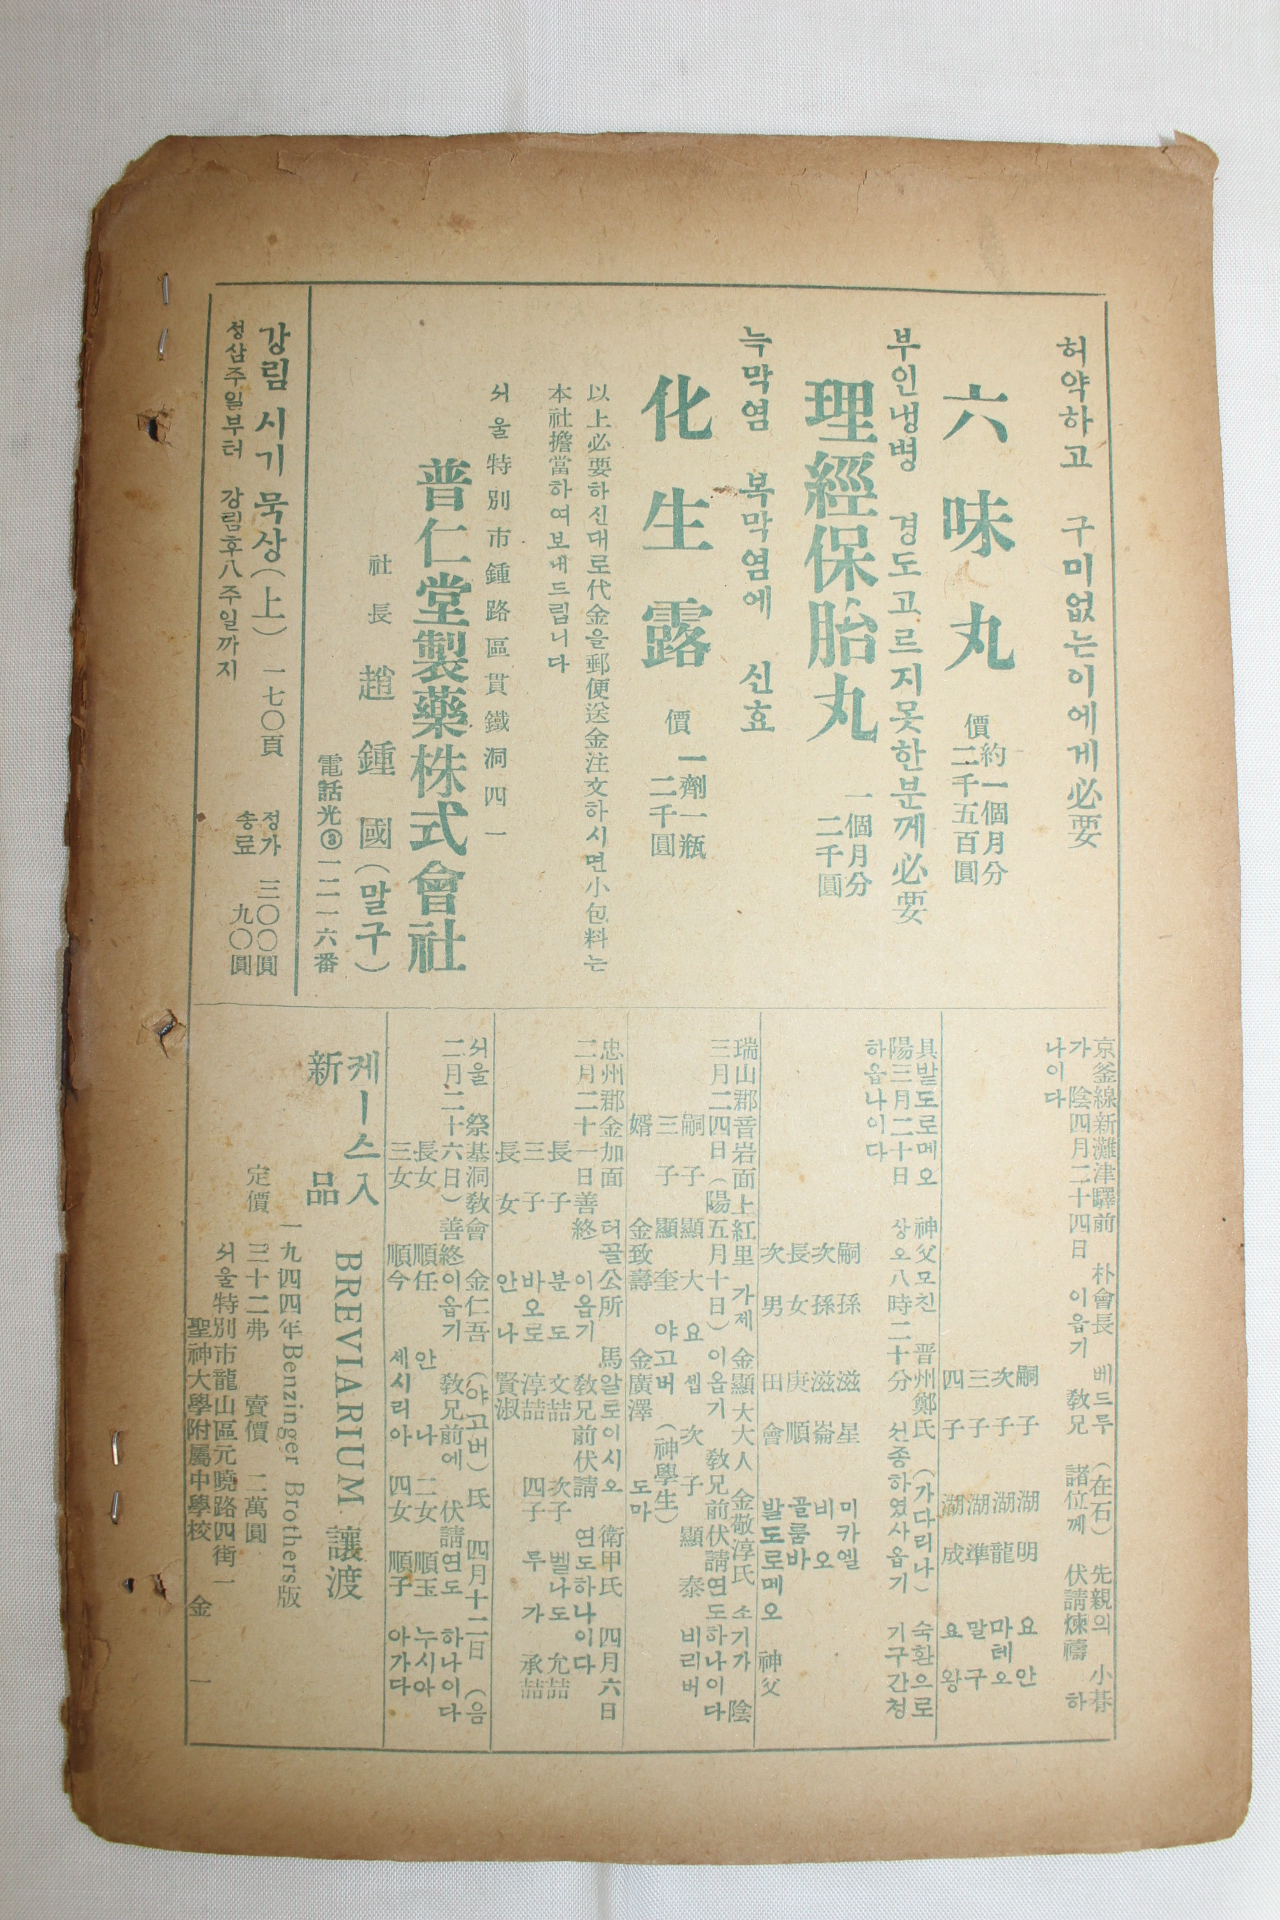 허약하고 구미없는이에게必要
六味丸
價 約一個月分
二千五百圓
부인냉병 경도고르지못한분께必要
理經保胎丸
一個月分
二千圓
늑막염 복막염에 신효
化生露
價 一劑一瓶
二千圓
以上必要하신대로代金을郵便送金注文하시면小包料는
本社擔當하여보내드립니다
서울特別市鍾路區貫鐵洞四一
普仁堂製藥株式會社
社長 趙鍾國(말구)
電話光③一二一六番
강림시기묵상(上) 一七〇頁 정가 三〇〇圓
성삼주일부터 강림후八주일까지 송료 九〇圓
京釜線新灘津驛前 朴會長 베드루 (在石) 先親의 小朞
가 陰四月二十四日 이옵기 敎兄 諸位께 伏請煉禱 하
나이다
嗣子 湖明 요안
次子 湖龍 마테오
三子 湖準 말구
四子 湖成 요왕
具발도로메오 神父모친 晋州鄭氏 (가다리나) 숙환으로
陽三月二十日 상오八時二十分 선종하였사옵기 기구간청
하옵나이다
嗣孫 滋星 미카엘
次孫 滋崙 비오
長女 庚順 골룸바
次男 田會 발도로메오 神父
瑞山郡音岩面上紅里 가제 金顯大大人 金敬淳氏 소기가 陰
三月二四日(陽五月十日)이옵기 敎兄前伏請연도하나이다
嗣子 顯大 요셉 次子 顯泰 비리버
三子 顯奎 야고버 (神學生)
婿 金致壽 金廣澤 도마
忠州郡金加面 터골公所 馬알로이시오 衛甲氏 四月六日
二月二十一日善終 이옵기 敎兄前伏請 연도하나이다
長子 분도 文喆 次子 벨나도 允喆
三子 바오로 淳喆 四子 루가 承喆
長女 안나 賢淑
서울 祭基洞敎會 金仁吾 (야고버)氏 四月十二日 (음
二月二十六日) 善終이옵기 敎兄前에 伏請연도 하나이다
長女 順任 안나 二女 順玉 누시아
三女 順今 세시리아 四女 順子 아가다
케ー스入
新品 BREVIARIUM 讓渡
一九四四年Benzinger Brothers版
定價 三十二弗 賣價 二萬圓
서울特別市龍山區元曉路四街一
聖神大學附屬中學校 金 一